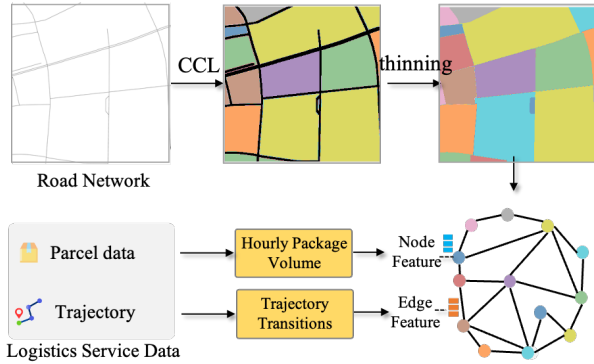 CCL
thinning
Road Network
Parcel data
Hourly Package
Volume
Node
Feature
Trajectory
Trajectory
Transitions
Edge
Feature
Logistics Service Data